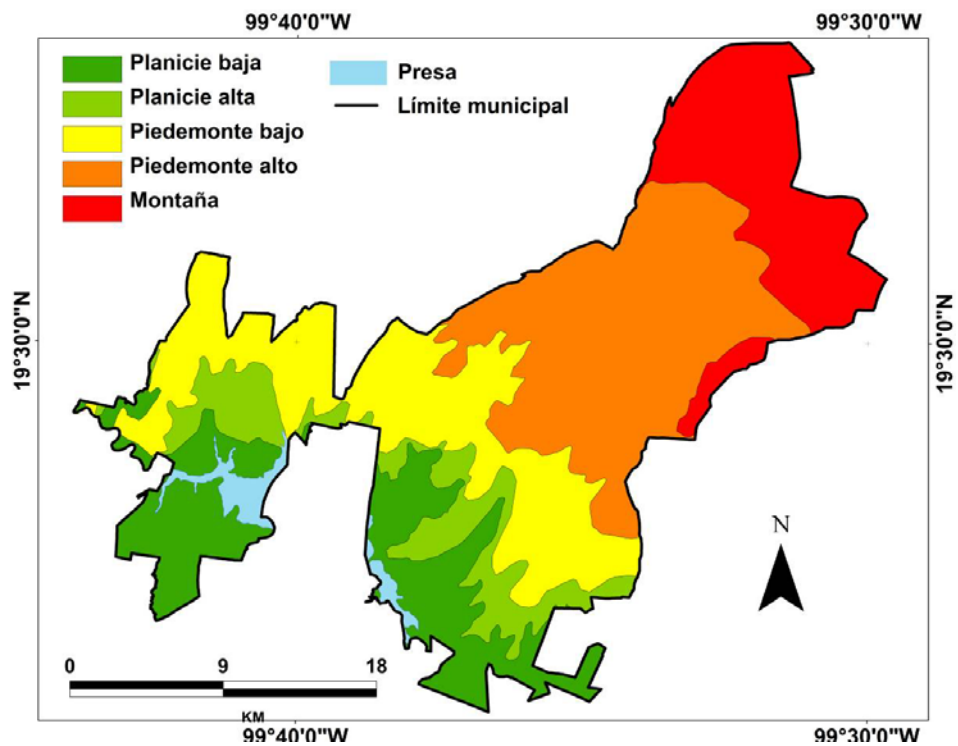 99°40'0"W
99°30'0"W
Planicie baja
Planicie alta
Piedemonte bajo
Piedemonte alto
Montaña
Presa
Límite municipal
19°30'0"N
19°30'0"N
N
0 9 18
KM
99°40'0"W
99°30'0"W